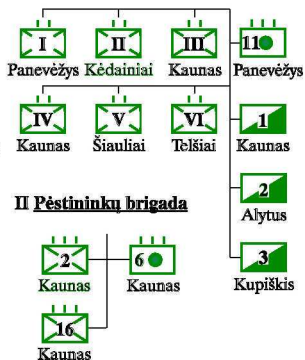 I II III 11
Panevėžys Kėdainiai Kaunas Panevėžys
IV V VI 1
Kaunas Šiauliai Telšiai Kaunas
2
Alytus
II Pėstininkų brigada
2 6 3
Kaunas Kaunas Kupiškis
16
Kaunas